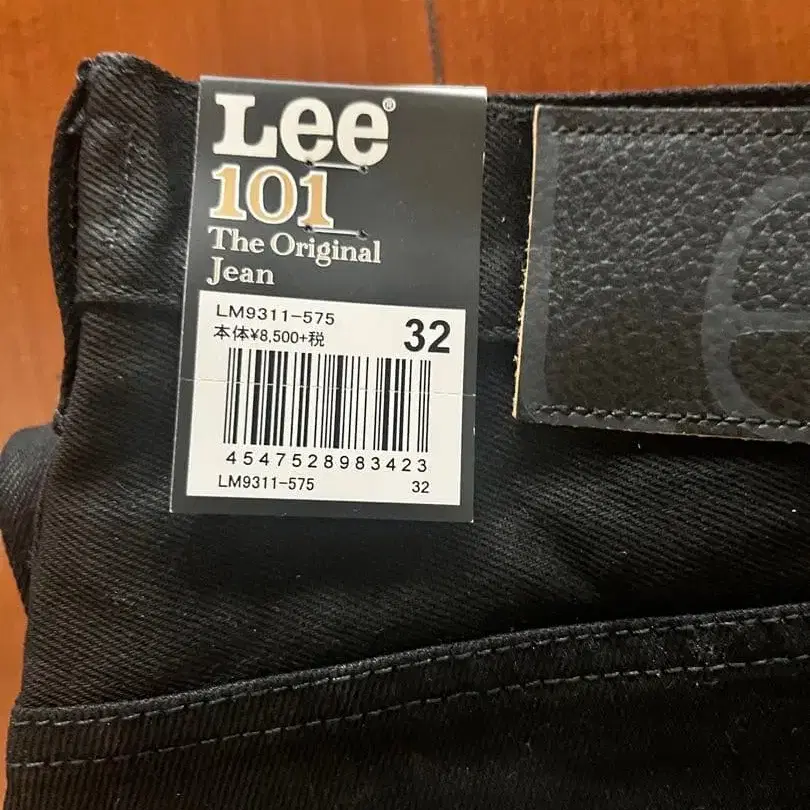 Lee®
101
The Original
Jean
LM9311-575
本体¥8,500+税
32
4547528983423
LM9311-575 32